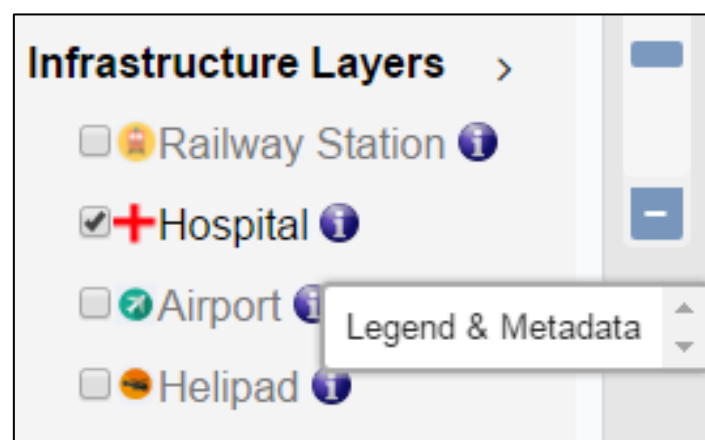 Infrastructure Layers >
Railway Station i
Hospital i
Airport i
Legend & Metadata
Helipad i